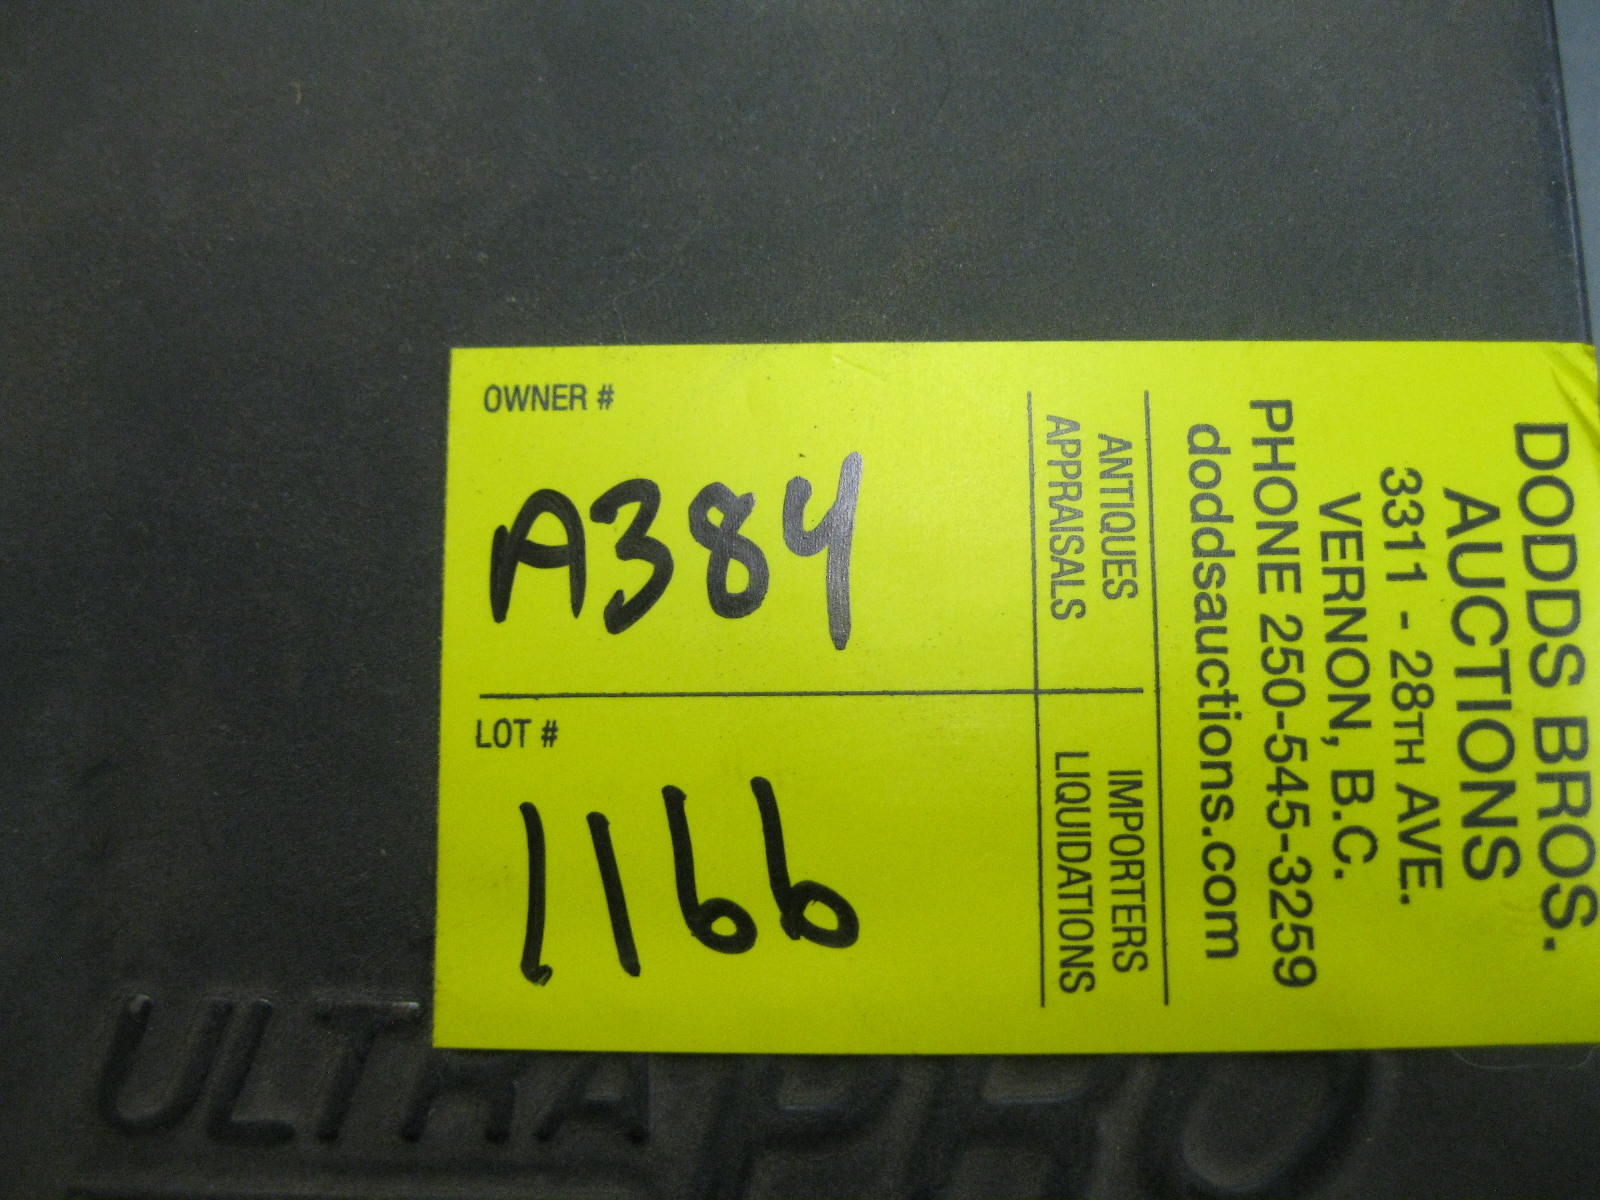 DODDS BROS.
AUCTIONS
3311 - 28TH AVE.
VERNON, B.C.
PHONE 250-545-3259
doddsauctions.com
ANTIQUES
APPRAISALS
IMPORTERS
LIQUIDATIONS
OWNER #
A384
LOT #
1166
ULTRA PRO